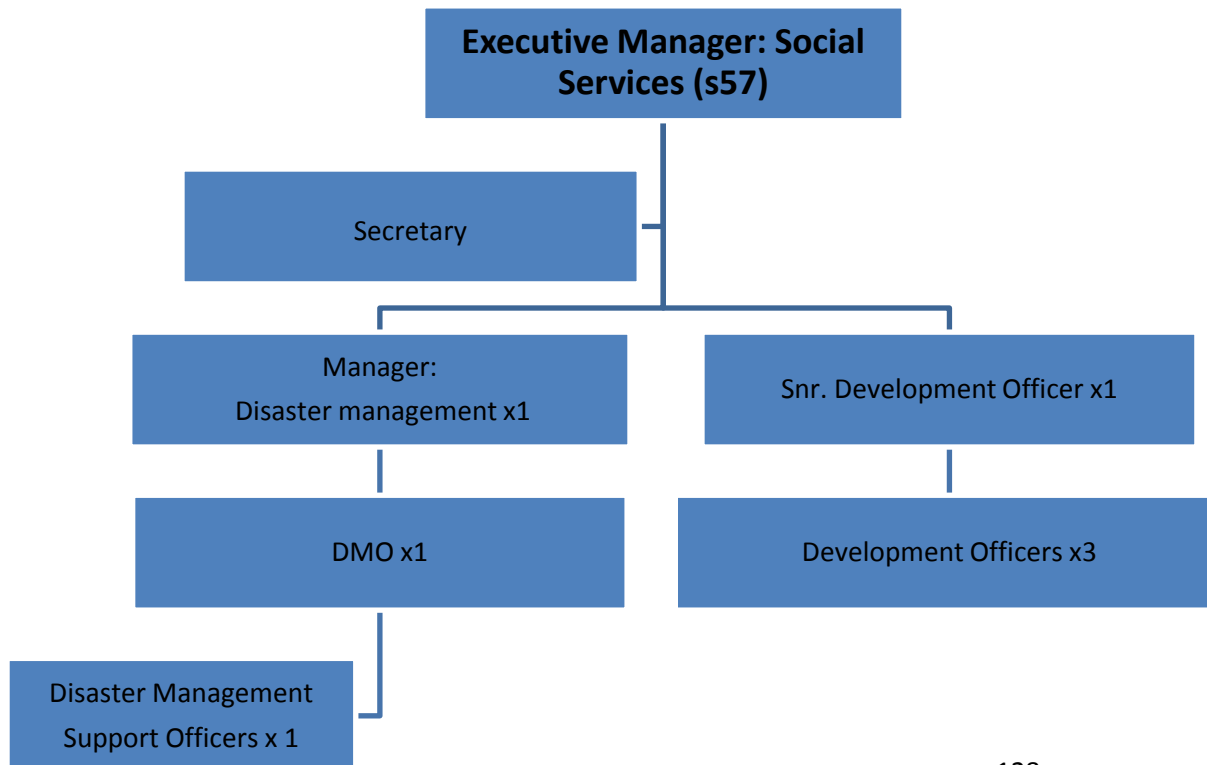 Executive Manager: Social
Services (s57)
Secretary
Manager:
Disaster management x1
Snr. Development Officer x1
DMO x1
Development Officers x3
Disaster Management
Support Officers x 1